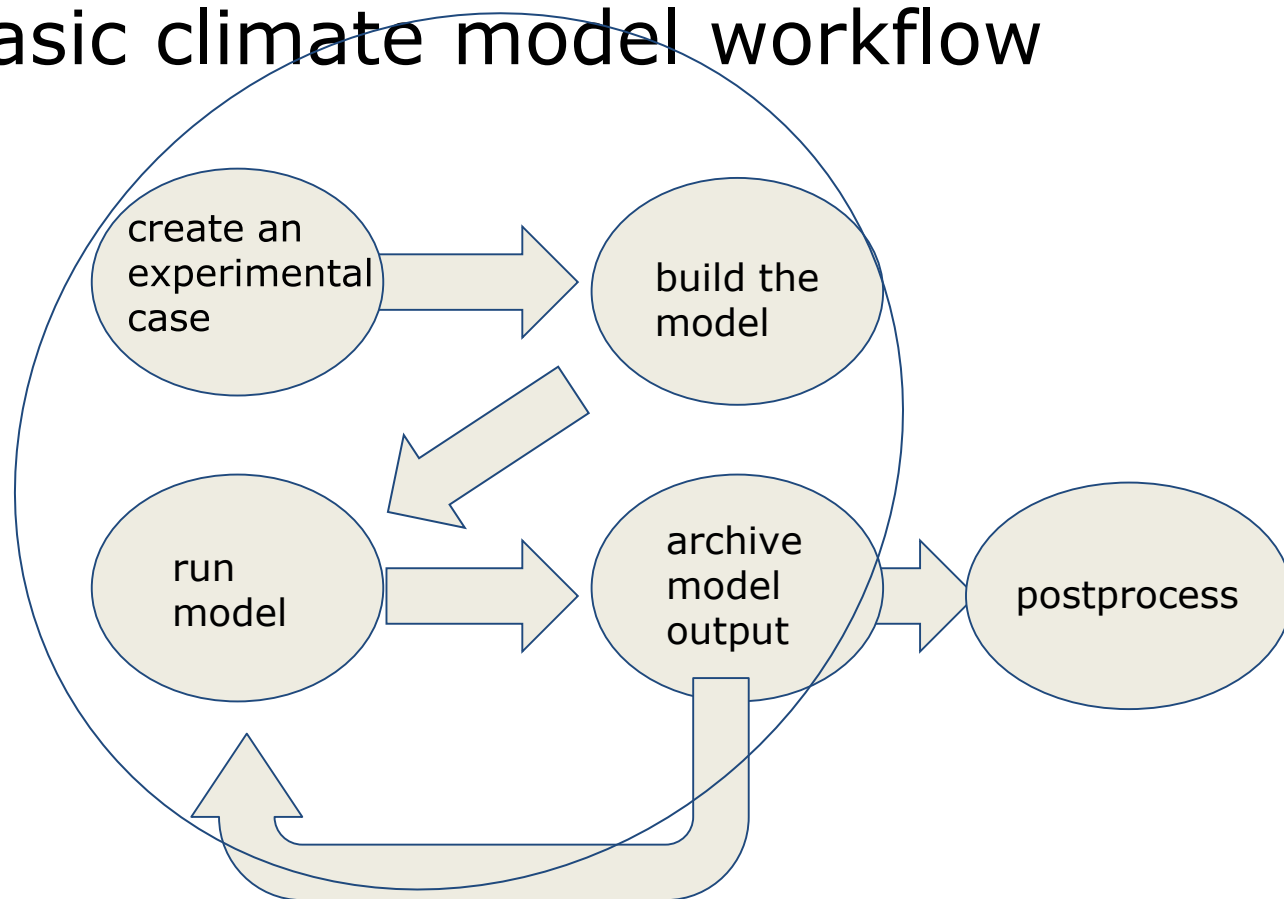 asic climate model workflow
create an
experimental
case
build the
model
run
model
archive
model
output
postprocess